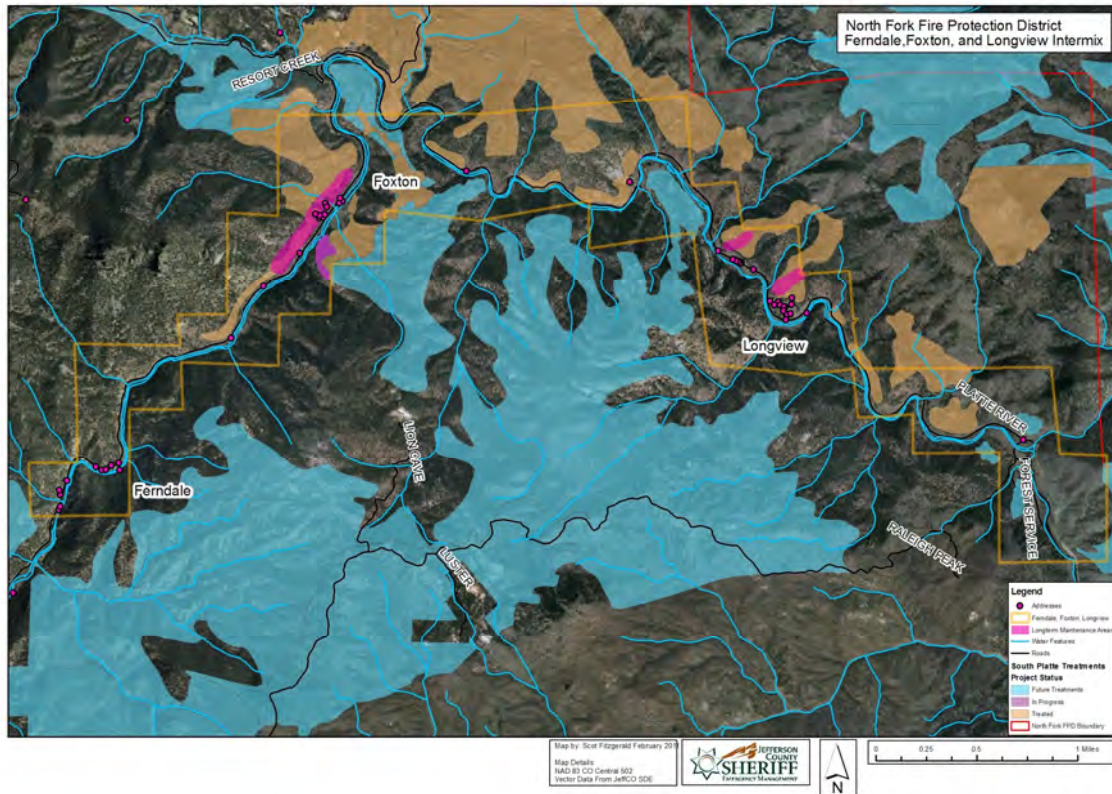 North Fork Fire Protection District
Ferndale,Foxton, and Longview Intermix
RESORT CREEK
Foxton
Longview
PLATTE RIVER
LION CAVE
Ferndale
FOREST SERVICE
RALEIGH PEAK
LUSTER
Legend
Addresses
Ferndale, Foxton, Longview
Longterm Maintenance Areas
Water Features
Roads
South Platte Treatments
Project Status
Future Treatments
In Progress
Treated
North Fork FPD Boundary
Map by: Scot Fitzgerald February
Map Details:
NAD 83 CO Central 502
Vector Data From JeffCO SDE
JEFFERSON
COUNTY
SHERIFF
EMERGENCY MANAGEMENT
N
0 0.25 0.5 1 Miles